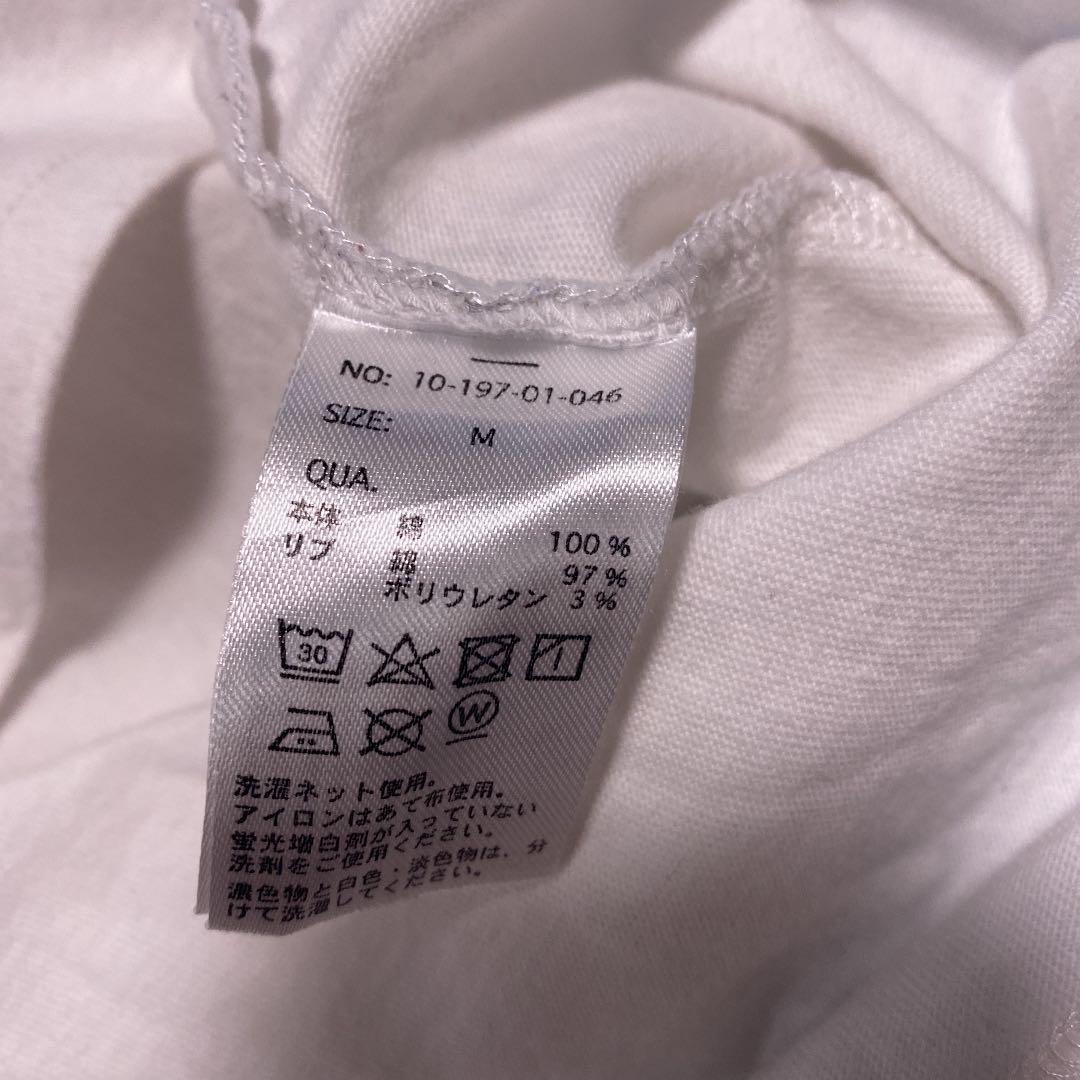 NO: 10-197-01-046
SIZE: M
QUA.
本体 綿 100%
リブ 綿 97%
ポリウレタン 3%
30
W
洗濯ネット使用。
アイロンはあて布使用。
蛍光増白剤が入っていない
洗剤をご使用ください。
濃色物と白色・淡色物は、分
けて洗濯してください。